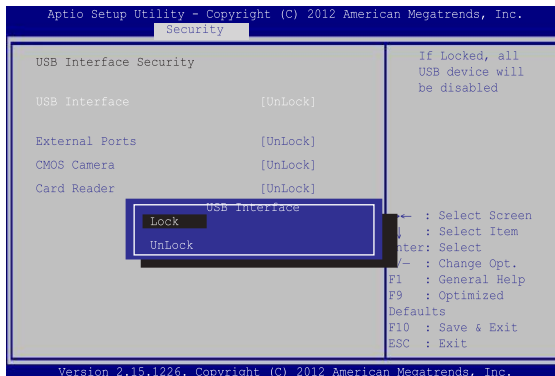 Aptio Setup Utility - Copyright (C) 2012 American Megatrends, Inc.
Security
USB Interface Security
USB Interface [UnLock]
External Ports [UnLock]
CMOS Camera [UnLock]
Card Reader [UnLock]
USB Interface
Lock
UnLock
If Locked, all
USB device will
be disabled
← : Select Screen
: Select Item
nter: Select
/— : Change Opt.
F1 : General Help
F9 : Optimized
Defaults
F10 : Save & Exit
ESC : Exit
Version 2.15.1226. Copyright (C) 2012 American Megatrends, Inc.